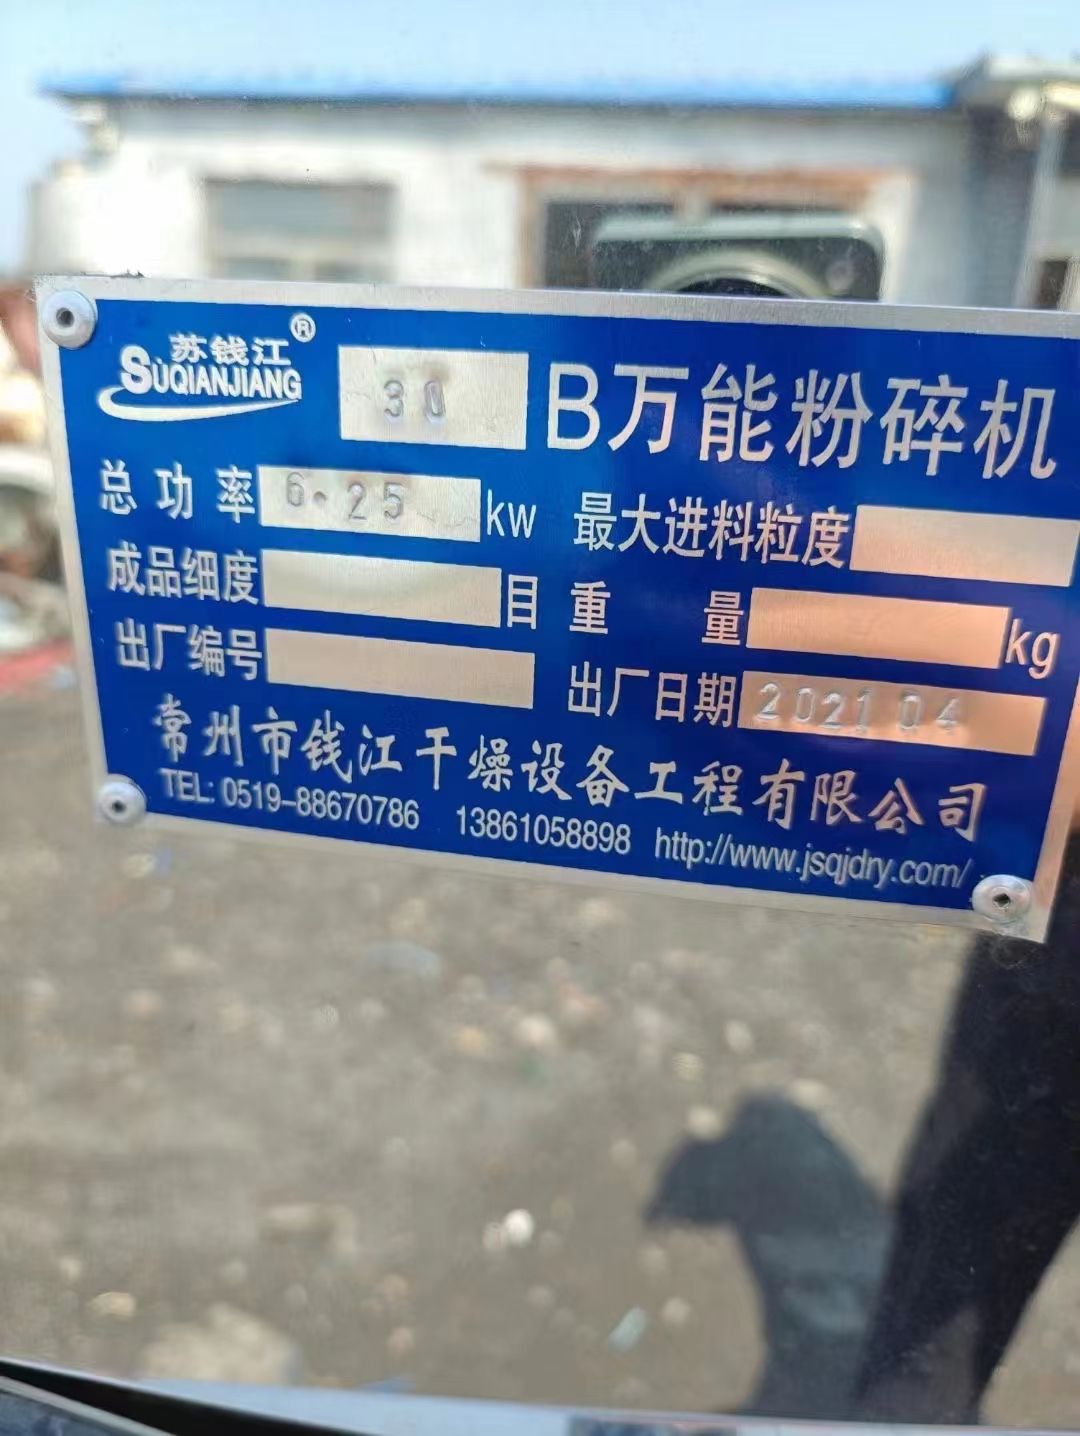 苏钱江®
SUQIANJIANG
30 B万能粉碎机
总功率 6.25 kw 最大进料粒度
成品细度 目 重量 kg
出厂编号 出厂日期 202104
常州市钱江干燥设备工程有限公司
TEL: 0519-88670786 13861058898 http://www.jsqjdry.com/